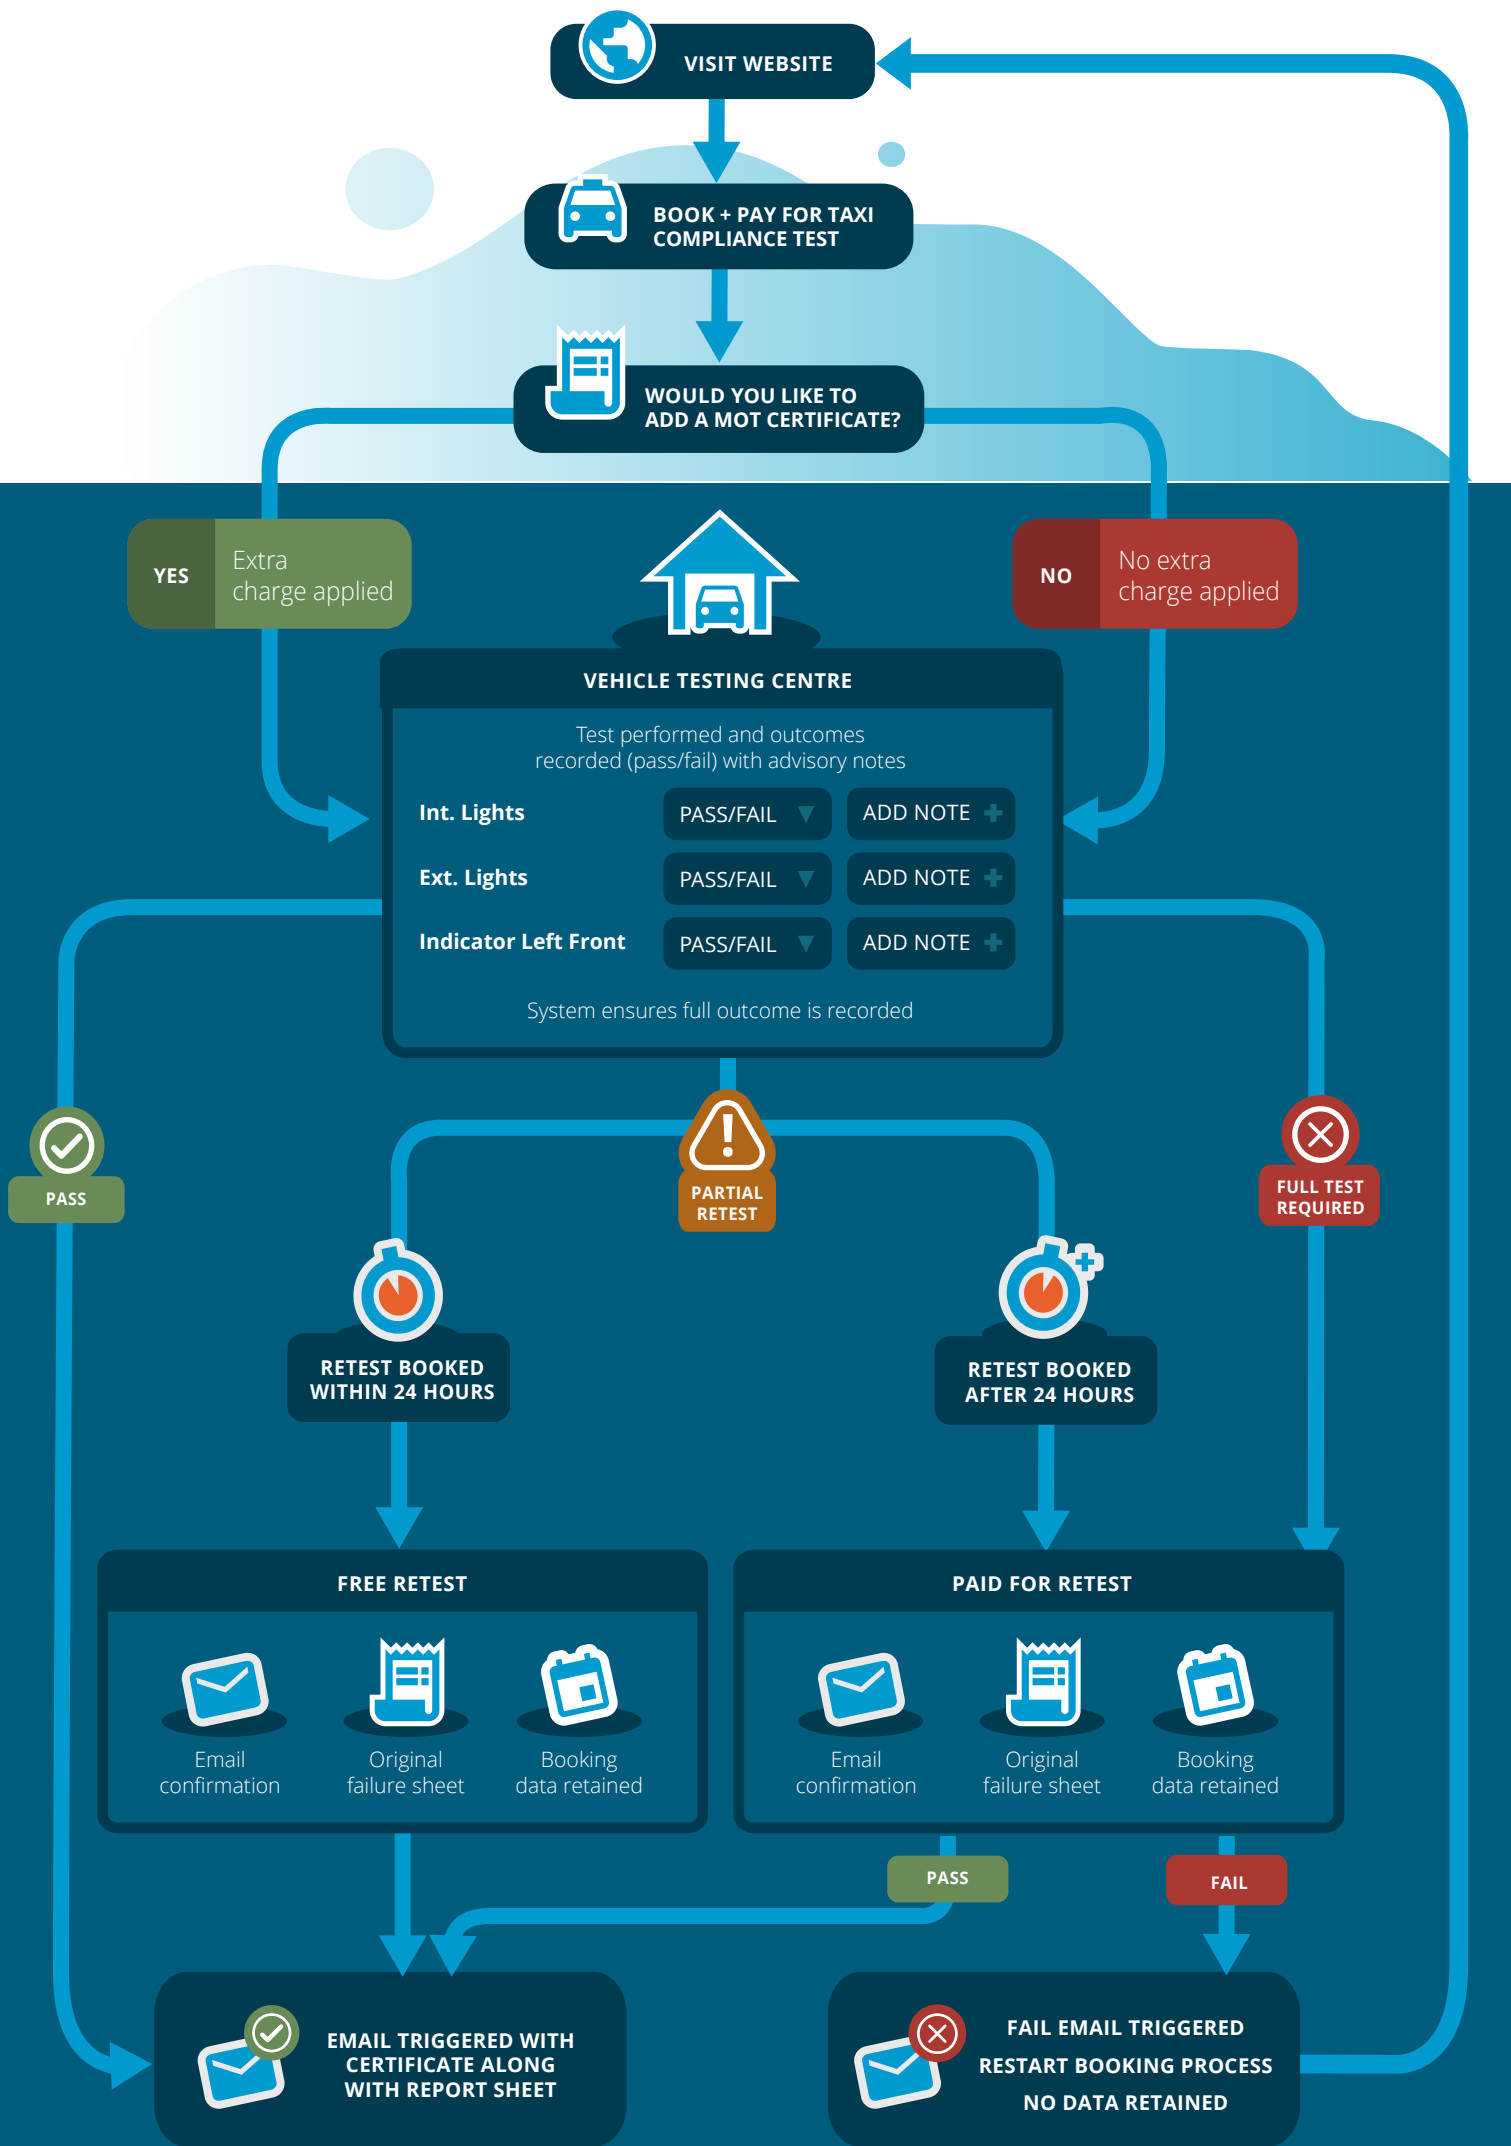 VISIT WEBSITE
BOOK + PAY FOR TAXI
COMPLIANCE TEST
WOULD YOU LIKE TO
ADD A MOT CERTIFICATE?
YES
Extra
charge applied
NO
No extra
charge applied
VEHICLE TESTING CENTRE
Test performed and outcomes
recorded (pass/fail) with advisory notes
Int. Lights PASS/FAIL ADD NOTE
Ext. Lights PASS/FAIL ADD NOTE
Indicator Left Front PASS/FAIL ADD NOTE
System ensures full outcome is recorded
PASS
PARTIAL
RETEST
FULL TEST
REQUIRED
RETEST BOOKED
WITHIN 24 HOURS
RETEST BOOKED
AFTER 24 HOURS
FREE RETEST
Email
confirmation
Original
failure sheet
Booking
data retained
PAID FOR RETEST
Email
confirmation
Original
failure sheet
Booking
data retained
PASS
FAIL
EMAIL TRIGGERED WITH
CERTIFICATE ALONG
WITH REPORT SHEET
FAIL EMAIL TRIGGERED
RESTART BOOKING PROCESS
NO DATA RETAINED